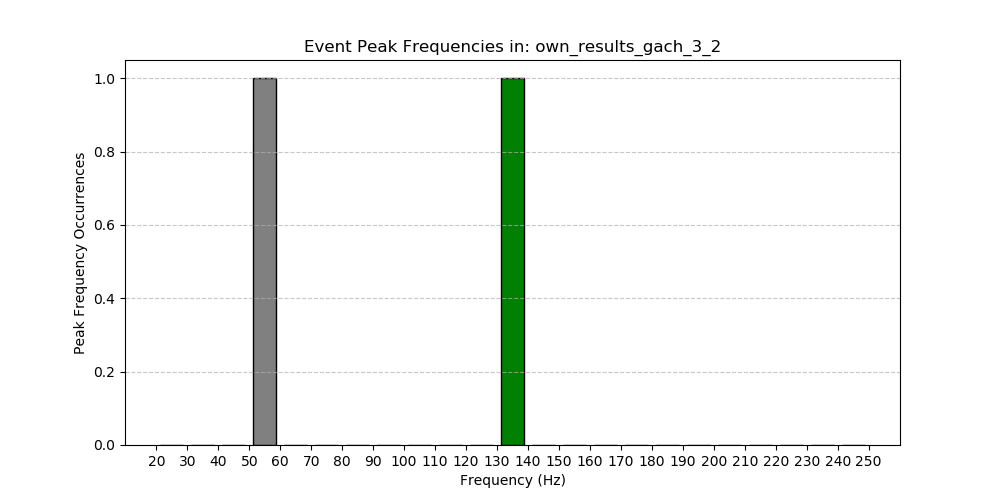 Event Peak Frequencies in: own_results_gach_3_2
Peak Frequency Occurrences
1.0
0.8
0.6
0.4
0.2
0.0
20 30 40 50 60 70 80 90 100 110 120 130 140 150 160 170 180 190 200 210 220 230 240 250
Frequency (Hz)